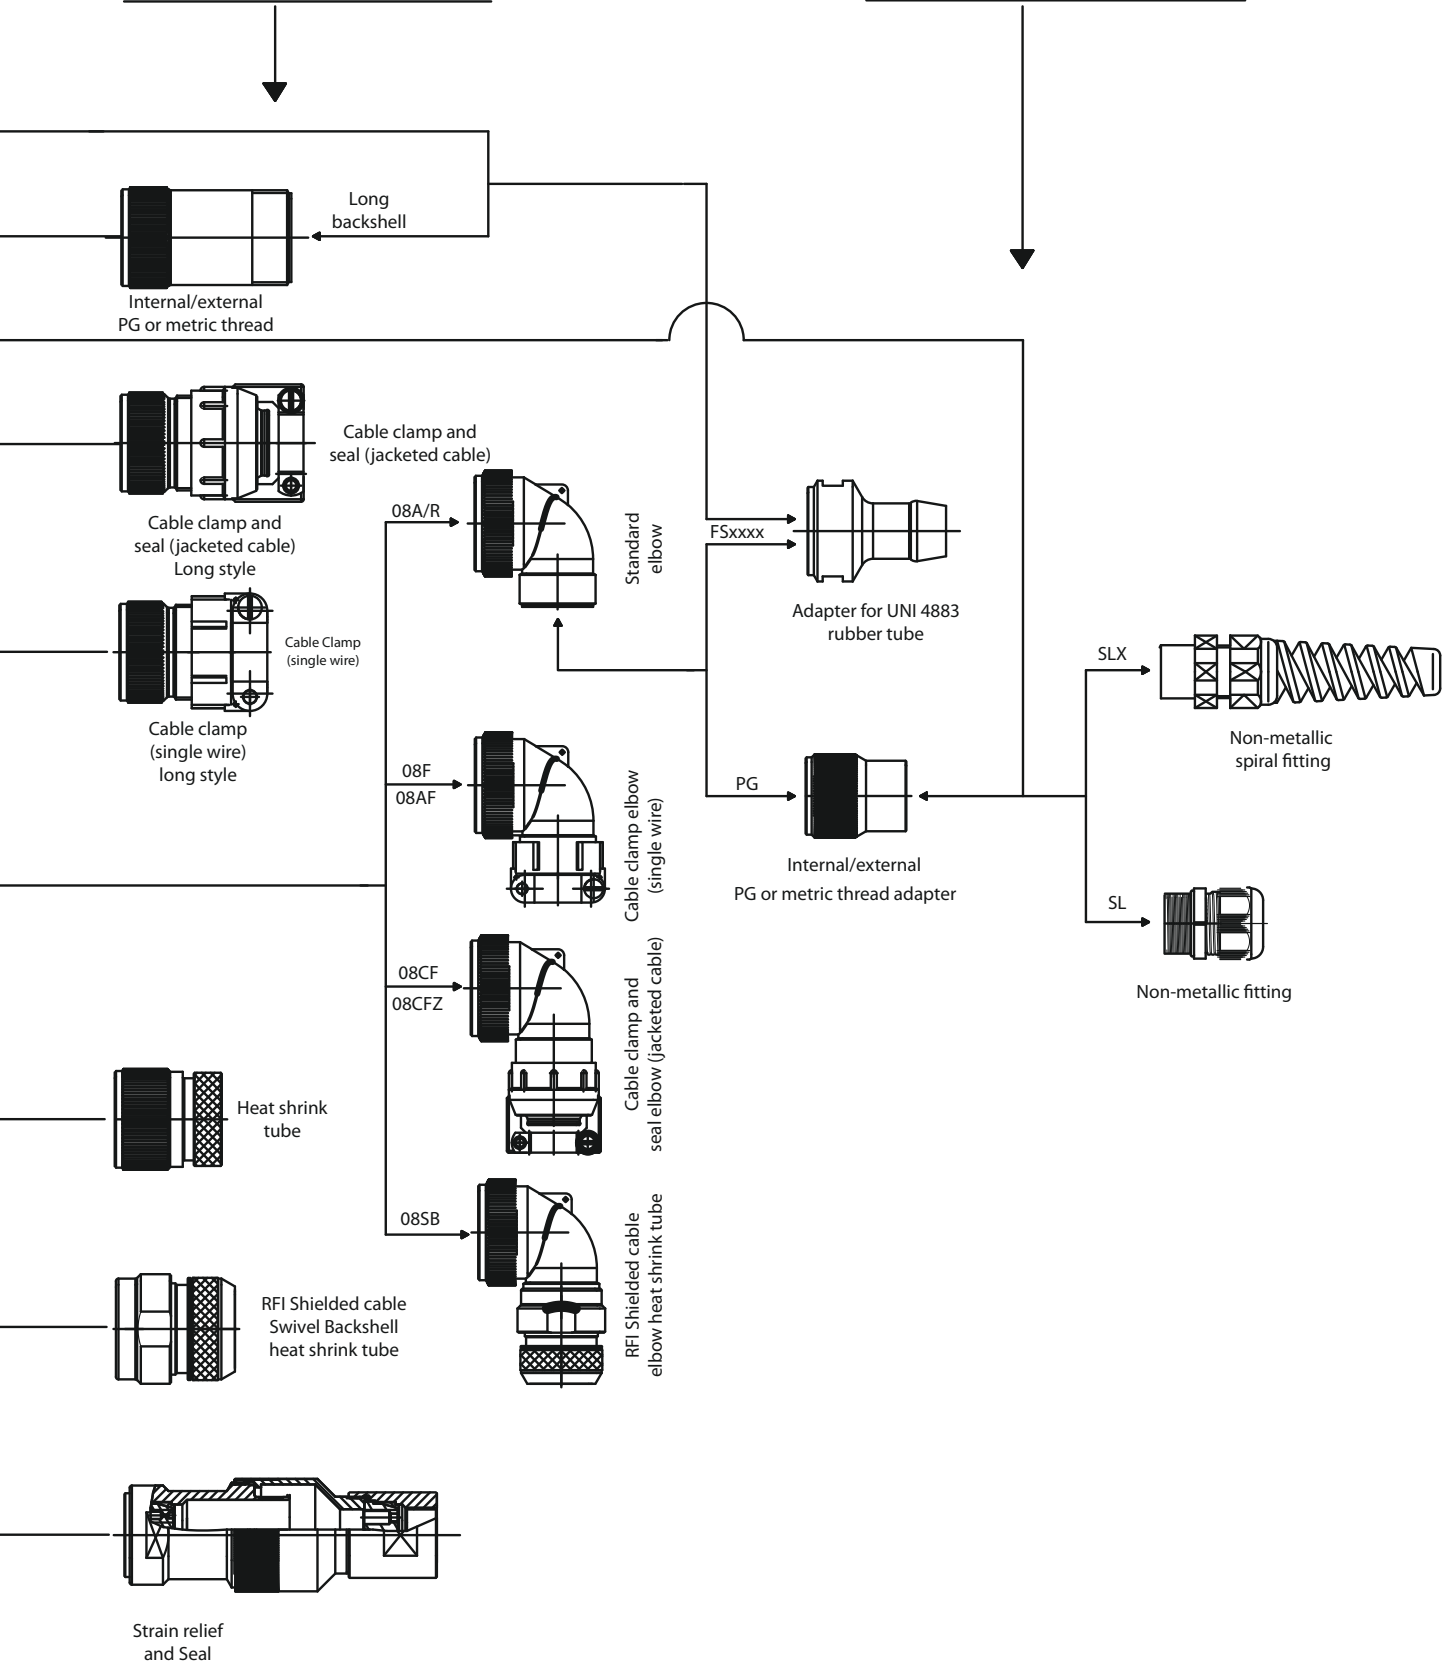 Long
backshell
Internal/external
PG or metric thread
Cable clamp and
seal (jacketed cable)
Cable clamp and
seal (jacketed cable)
Long style
Cable Clamp
(single wire)
Cable clamp
(single wire)
long style
08A/R
Standard
elbow
FSxxxx
Adapter for UNI 4883
rubber tube
08F
08AF
Cable clamp elbow
(single wire)
PG
Internal/external
PG or metric thread adapter
SLX
Non-metallic
spiral fitting
SL
Non-metallic fitting
08CF
08CFZ
Cable clamp and
seal elbow (jacketed cable)
Heat shrink
tube
08SB
RFI Shielded cable
elbow heat shrink tube
RFI Shielded cable
Swivel Backshell
heat shrink tube
Strain relief
and Seal